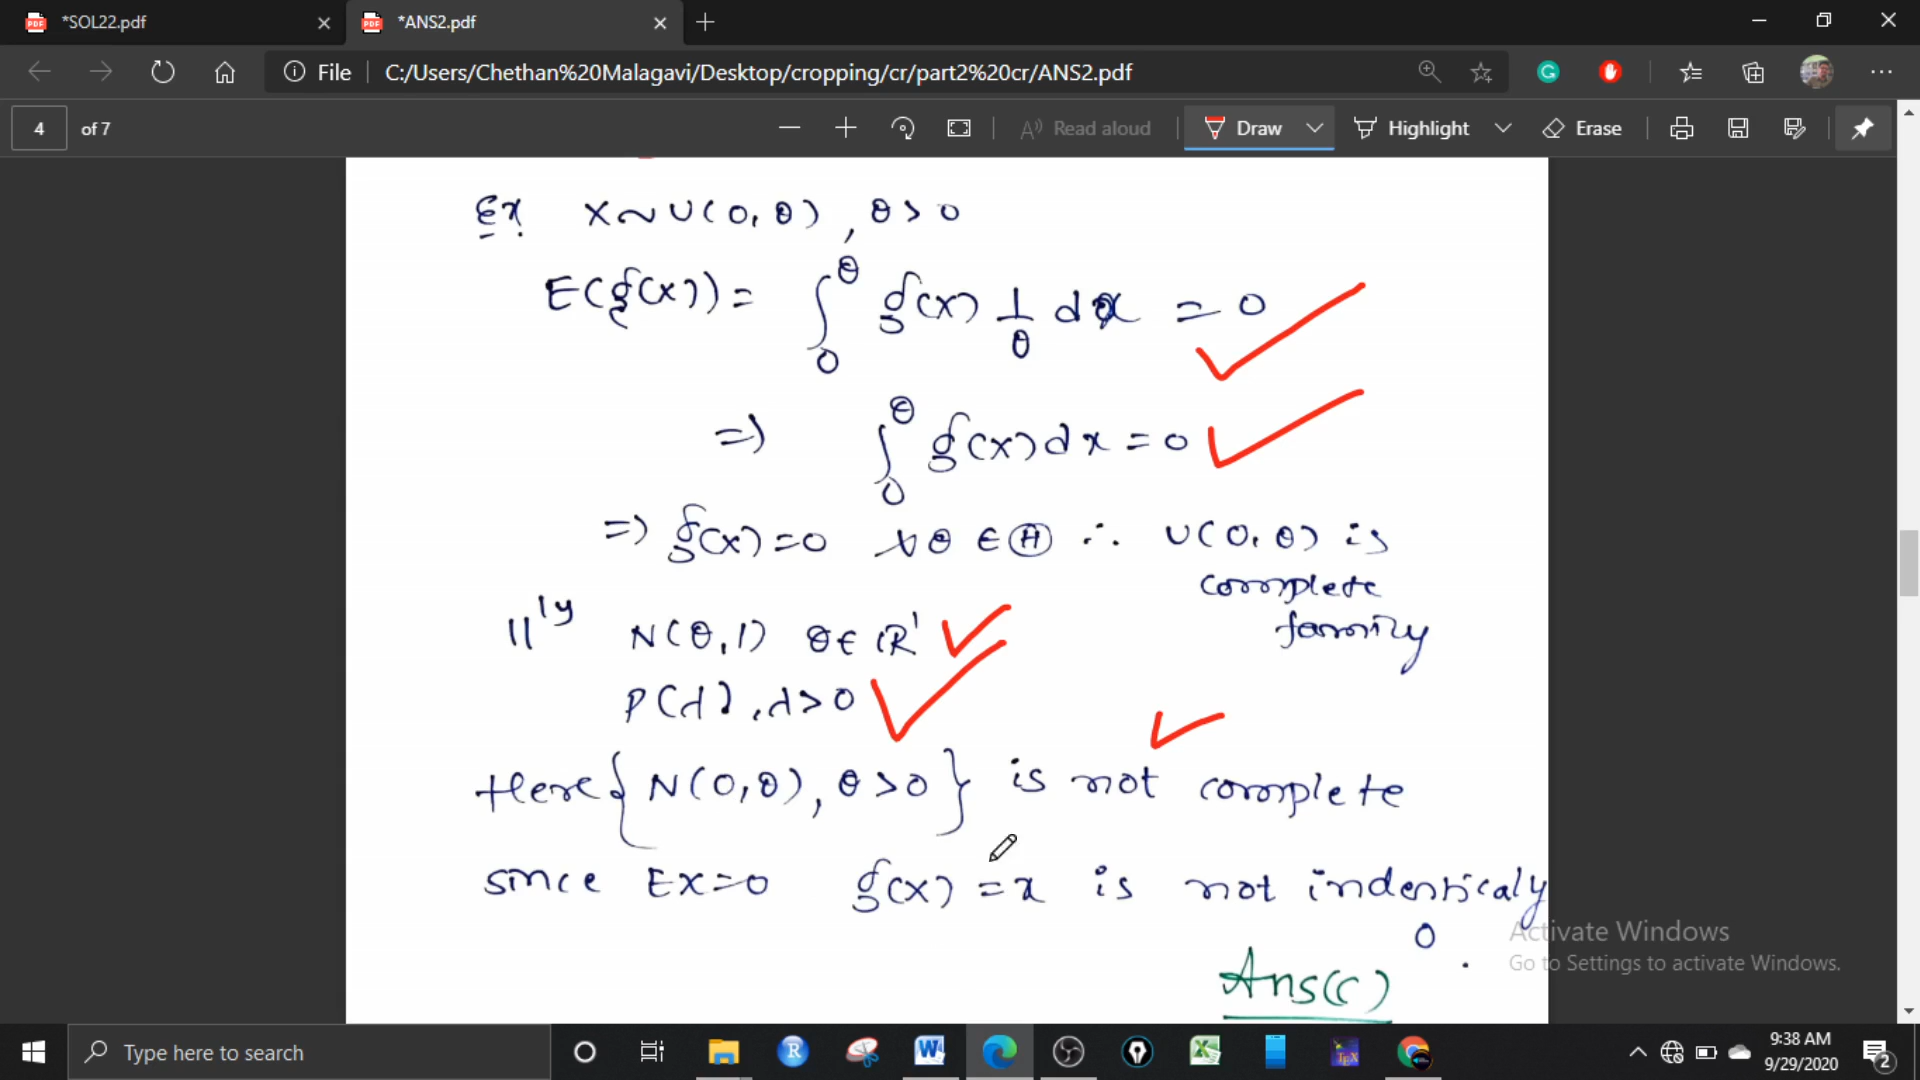 *SOL22.pdf
*ANS2.pdf
File
C:/Users/Chethan%20Malagavi/Desktop/cropping/cr/part2%20cr/ANS2.pdf
4 of 7
Read aloud
Draw
Highlight
Erase
Ex. X~U(0,θ), θ>0
E(g(x)) = ∫₀^θ g(x) 1/θ dx = 0
=) ∫₀^θ g(x)dx = 0
=) g(x)=0 ∀θ ∈ Ⓗ ∴ U(0,θ) is
complete
family
||ly N(θ,1) θ∈ℝ'
P(λ), λ>0
Here {N(0,θ), θ>0} is not complete
since EX=0 g(x) = x is not indenticaly
0.
Ans(C)
Activate Windows
Go to Settings to activate Windows.
Type here to search
9:38 AM
9/29/2020
2